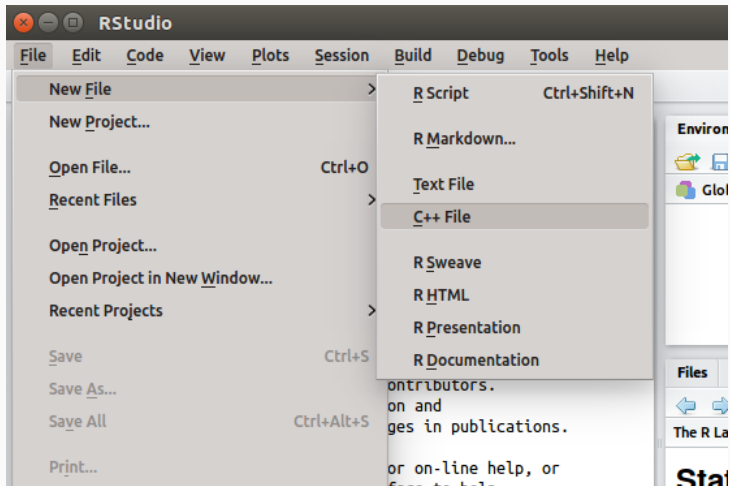 RStudio
File Edit Code View Plots Session Build Debug Tools Help
New File
New Project...
Open File... Ctrl+O
Recent Files
Open Project...
Open Project in New Window...
Recent Projects
Save Ctrl+S
Save As...
Save All Ctrl+Alt+S
Print...
R Script Ctrl+Shift+N
R Markdown...
Text File
C++ File
R Sweave
R HTML
R Presentation
R Documentation
ontributors.
on and
ges in publications.
or on-line help, or
Environ
Glo
Files
The R La
Stat